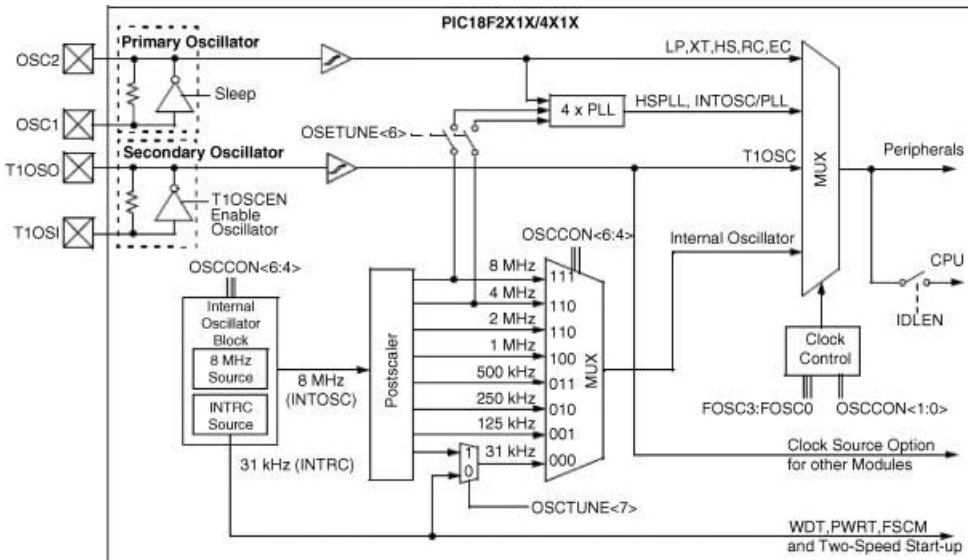 PIC18F2X1X/4X1X
Primary Oscillator
OSC2
Sleep
OSC1
LP,XT,HS,RC,EC
4 x PLL
HSPLL, INTOSC/PLL
OSETUNE<6>
Secondary Oscillator
T1OSO
T1OSCEN
Enable
Oscillator
T1OSI
T1OSC
MUX
Peripherals
Internal Oscillator
CPU
IDLEN
Clock
Control
FOSC3:FOSC0
OSCCON<1:0>
OSCCON<6:4>
OSCCON<6:4>
Internal
Oscillator
Block
8 MHz
Source
INTRC
Source
8 MHz
(INTOSC)
31 kHz (INTRC)
Postscaler
8 MHz
111
4 MHz
110
2 MHz
110
1 MHz
100
500 kHz
011
250 kHz
010
125 kHz
001
31 kHz
000
1
0
MUX
OSCTUNE<7>
Clock Source Option
for other Modules
WDT,PWRT,FSCM
and Two-Speed Start-up